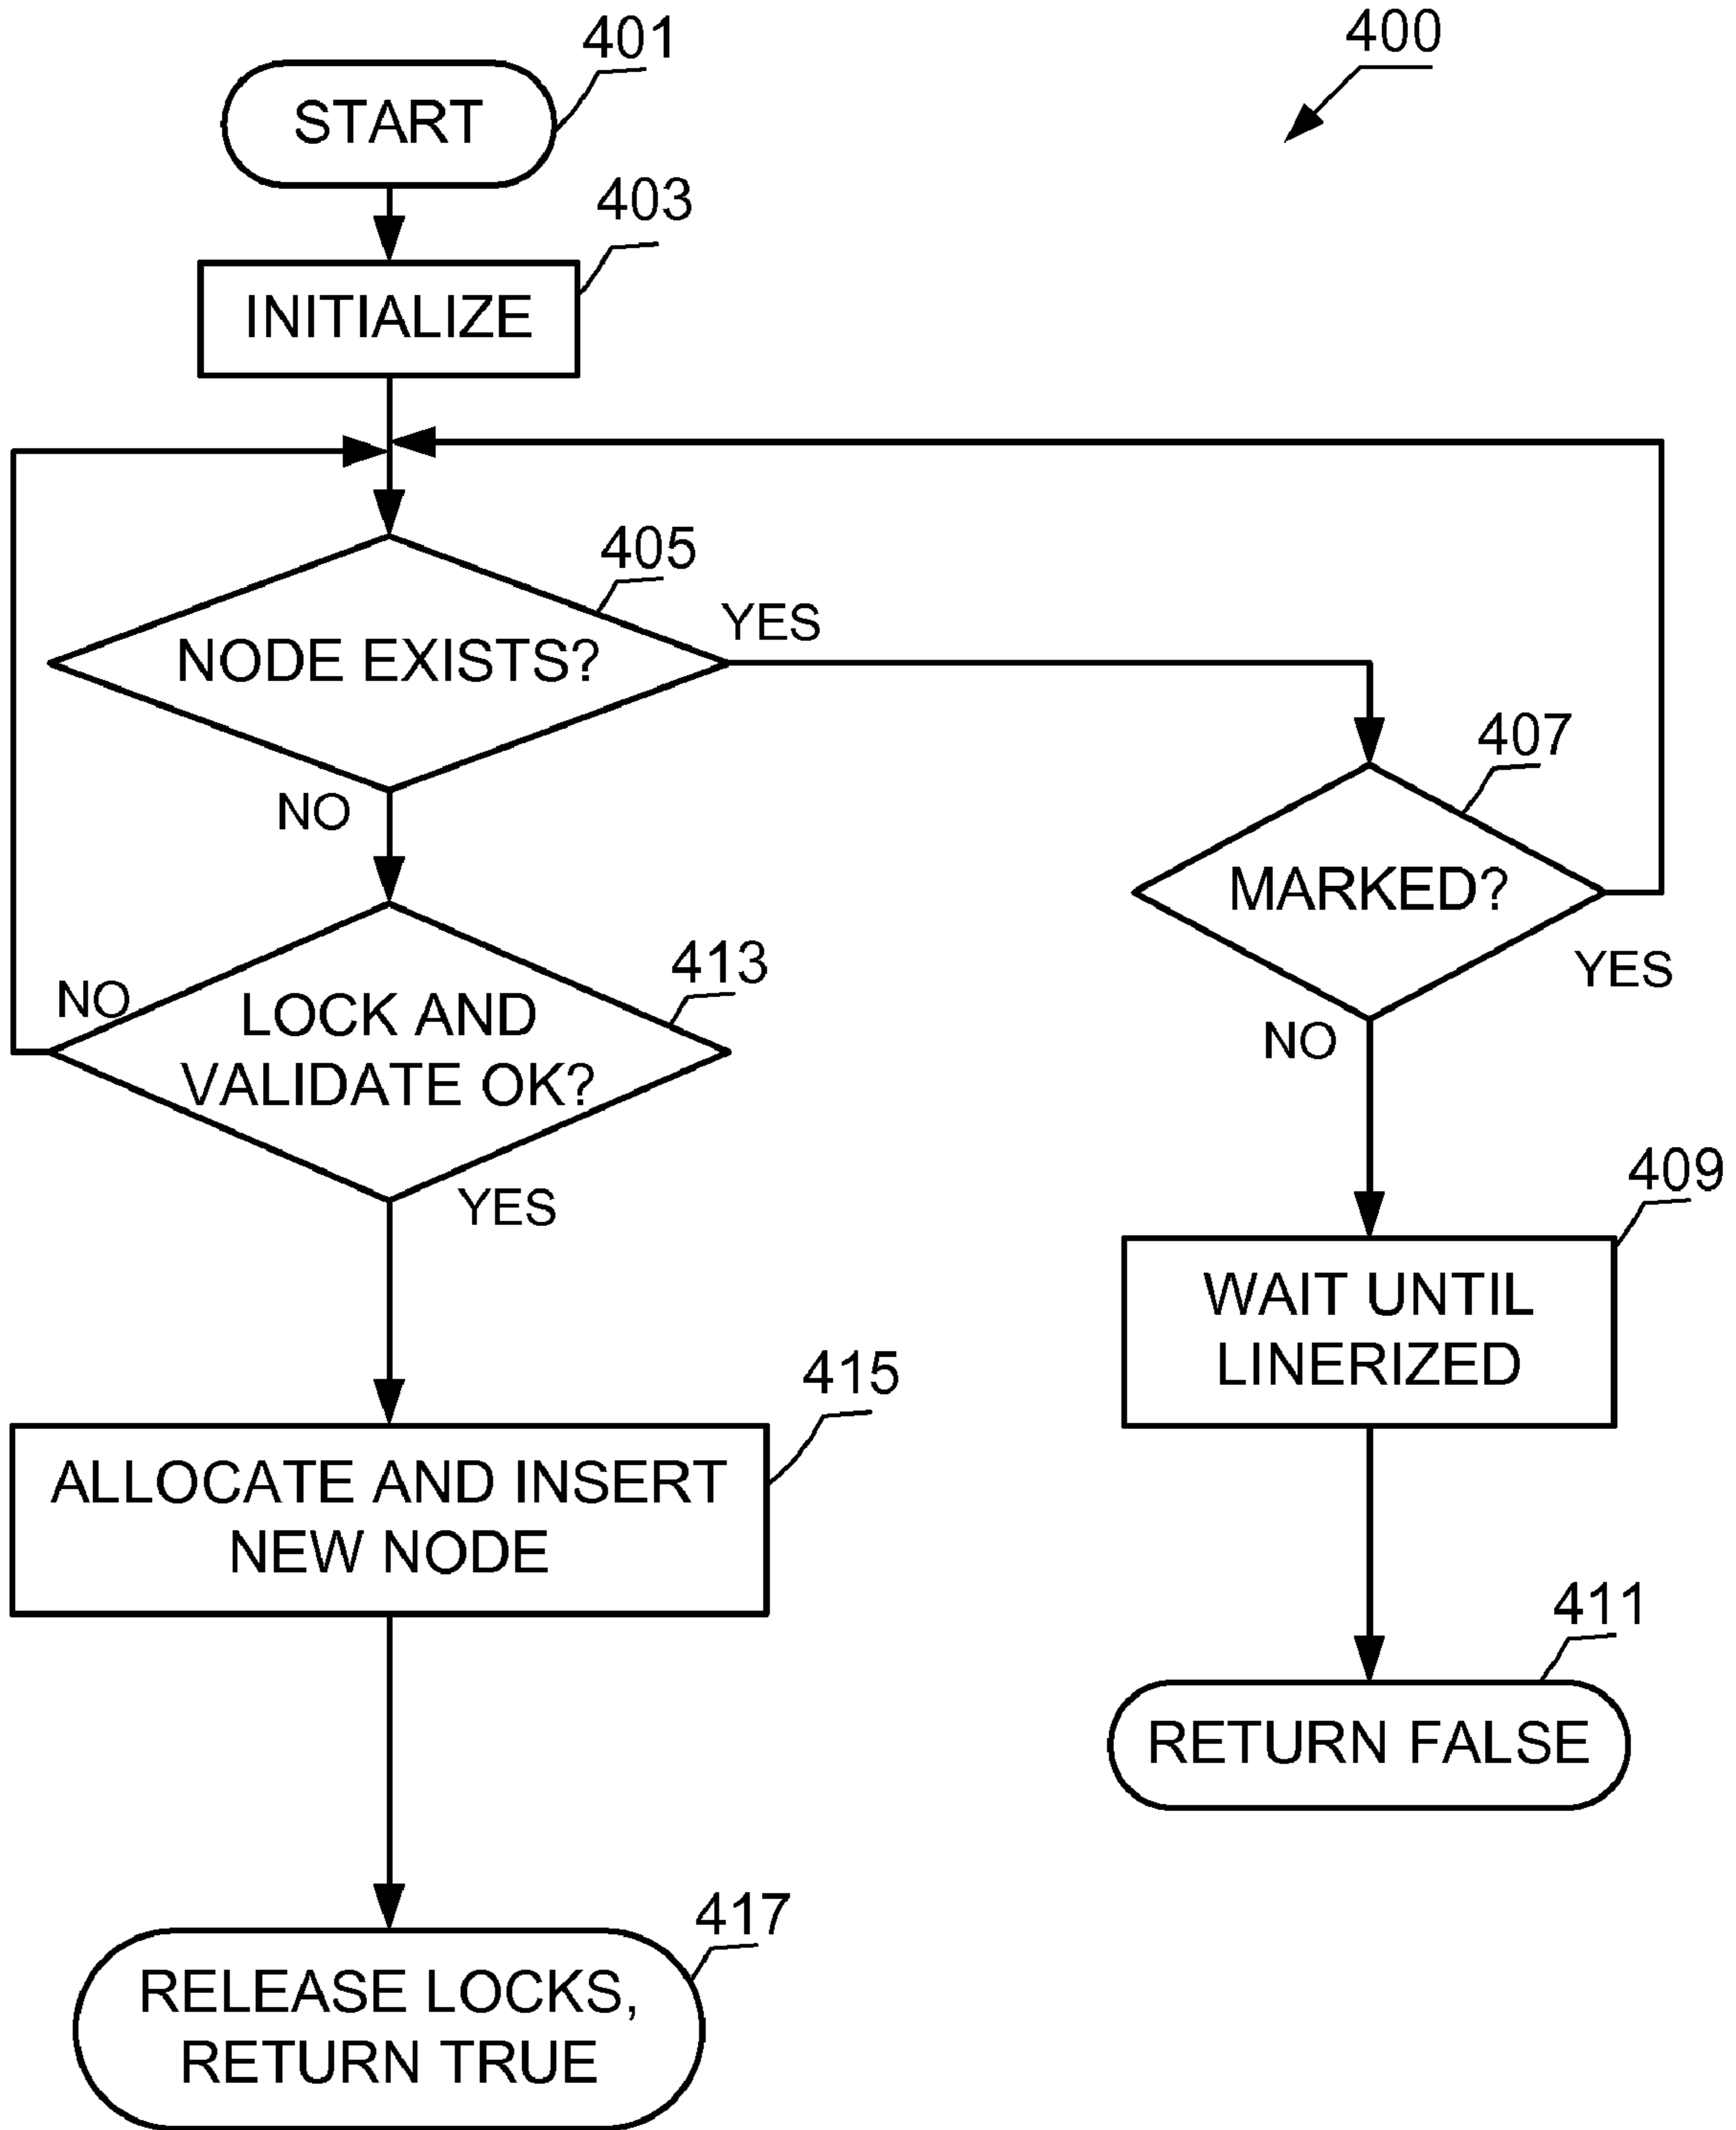 401
400
START
403
INITIALIZE
405
YES
NODE EXISTS?
407
NO
MARKED?
413
YES
NO
LOCK AND
VALIDATE OK?
NO
YES
409
WAIT UNTIL
LINERIZED
415
ALLOCATE AND INSERT
NEW NODE
411
RETURN FALSE
417
RELEASE LOCKS,
RETURN TRUE